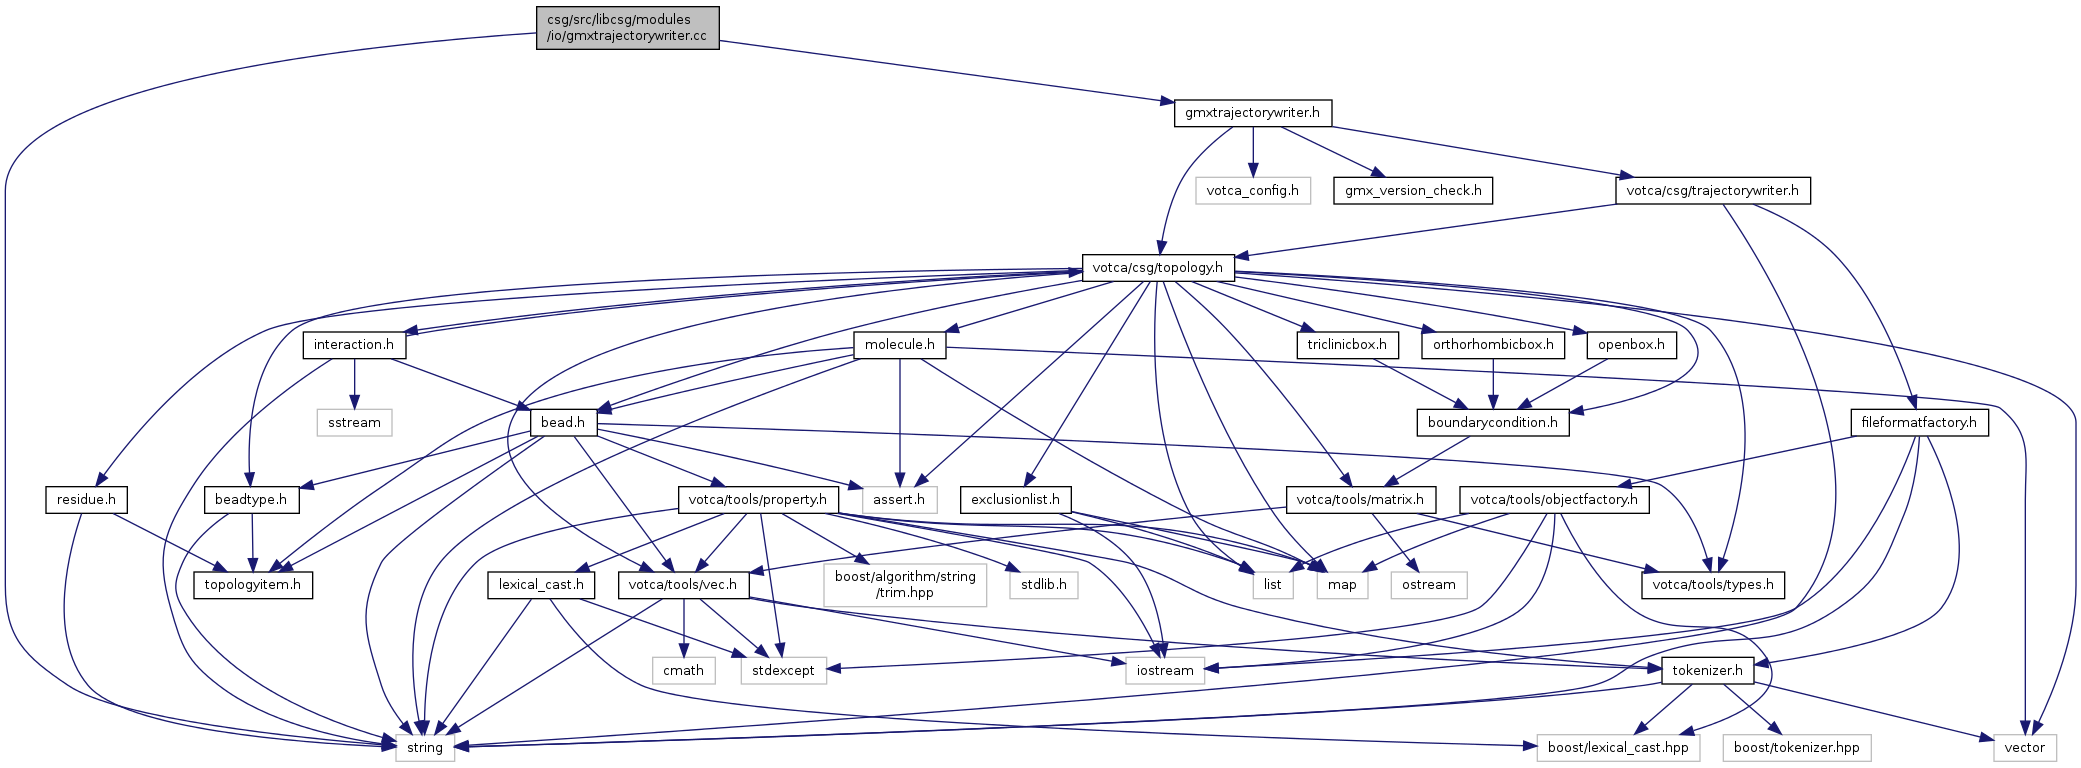 csg/src/libcsg/modules
/io/gmxtrajectorywriter.cc
gmxtrajectorywriter.h
votca_config.h
gmx_version_check.h
votca/csg/trajectorywriter.h
votca/csg/topology.h
interaction.h
molecule.h
triclinicbox.h
orthorhombicbox.h
openbox.h
sstream
bead.h
boundarycondition.h
fileformatfactory.h
residue.h
beadtype.h
votca/tools/property.h
assert.h
exclusionlist.h
votca/tools/matrix.h
votca/tools/objectfactory.h
topologyitem.h
lexical_cast.h
votca/tools/vec.h
boost/algorithm/string
/trim.hpp
stdlib.h
list
map
ostream
votca/tools/types.h
cmath
stdexcept
iostream
tokenizer.h
string
boost/lexical_cast.hpp
boost/tokenizer.hpp
vector